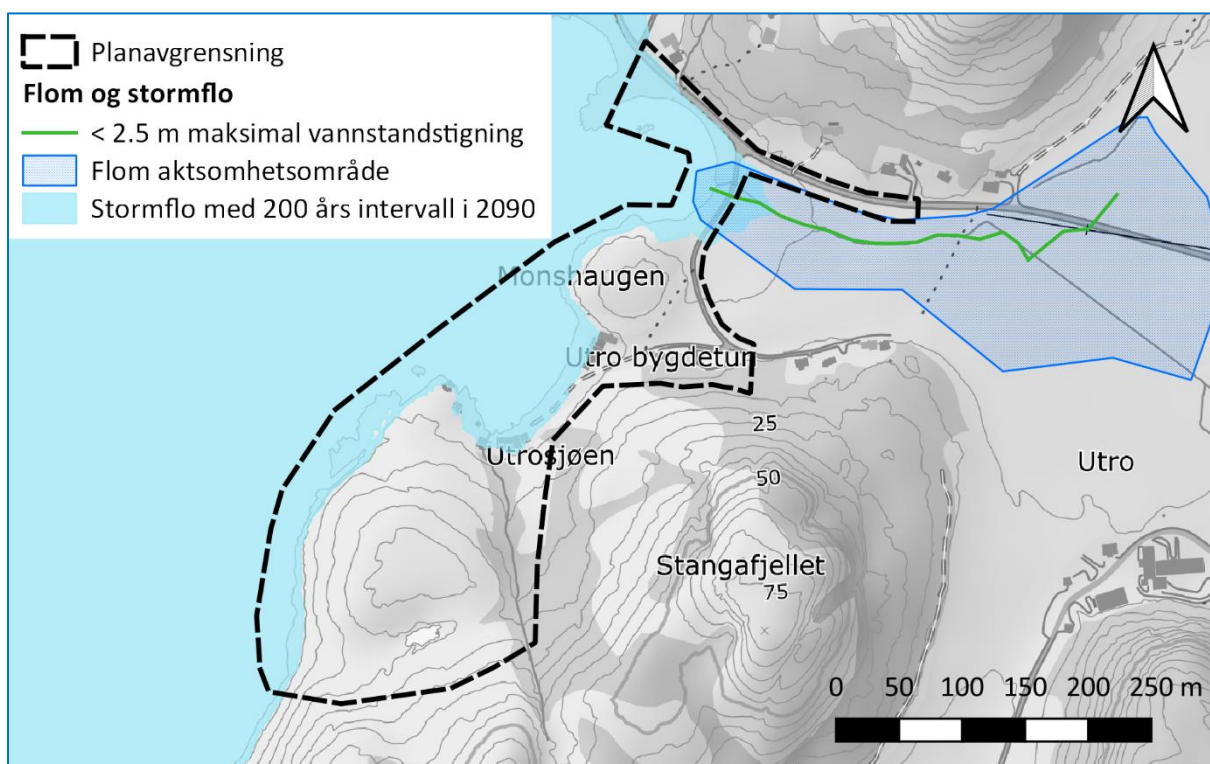 Planavgrensning
Flom og stormflo
< 2.5 m maksimal vannstandstigning
Flom aktsomhetsområde
Stormflo med 200 års intervall i 2090
Monshaugen
Utro bygdetun
25
Utrosjøen
Utro
50
Stangafjellet
75
0 50 100 150 200 250 m